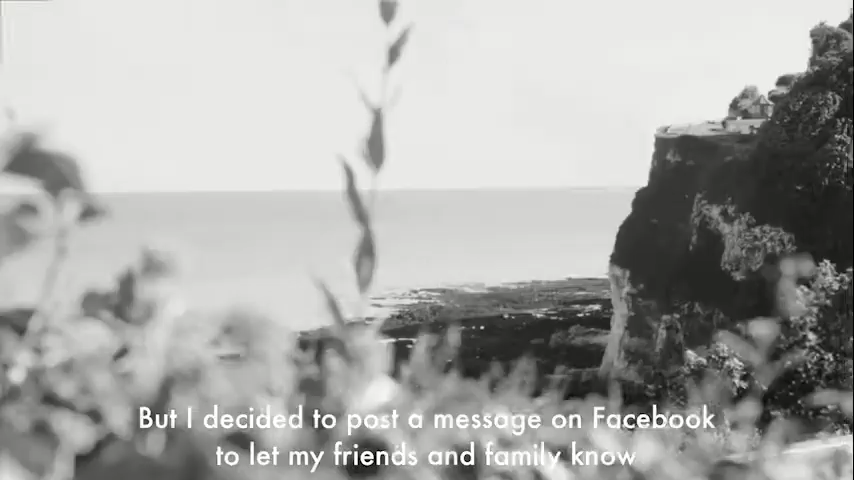 But I decided to post a message on Facebook
to let my friends and family know